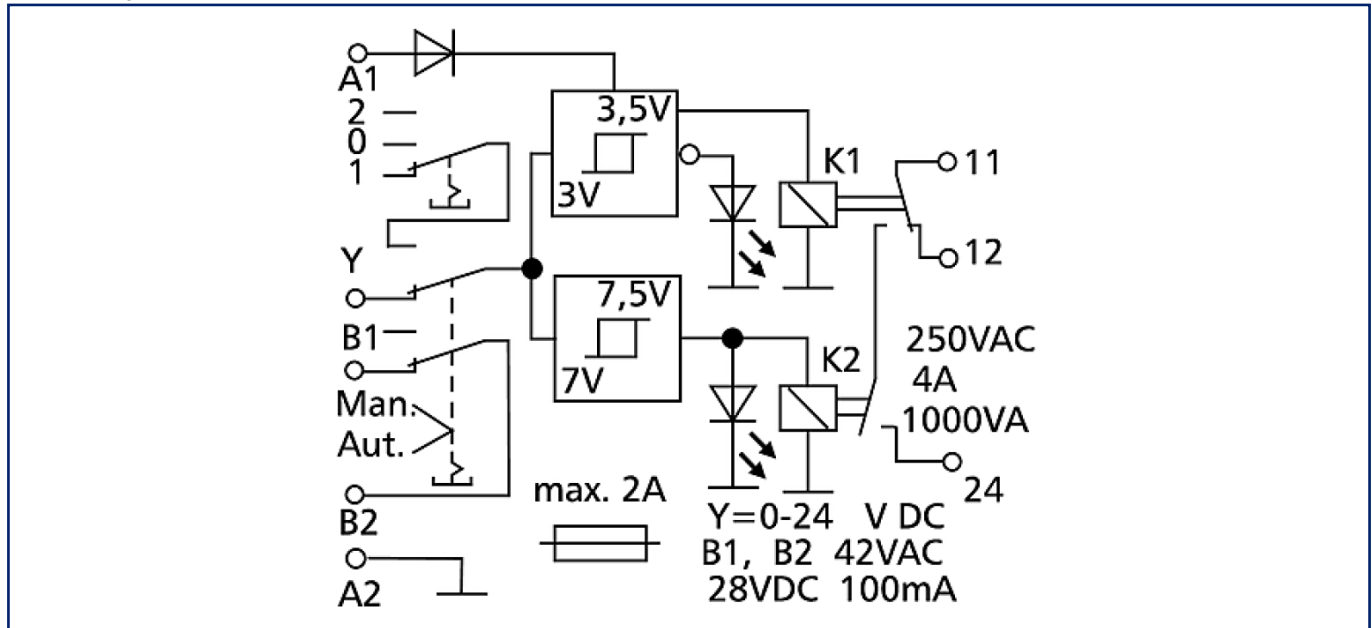 A1
2
0
1
Y
B1
Man.
Aut.
B2
A2
3,5V
3V
7,5V
7V
max. 2A
K1
K2
11
12
250VAC
4A
1000VA
24
Y=0-24 V DC
B1, B2 42VAC
28VDC 100mA